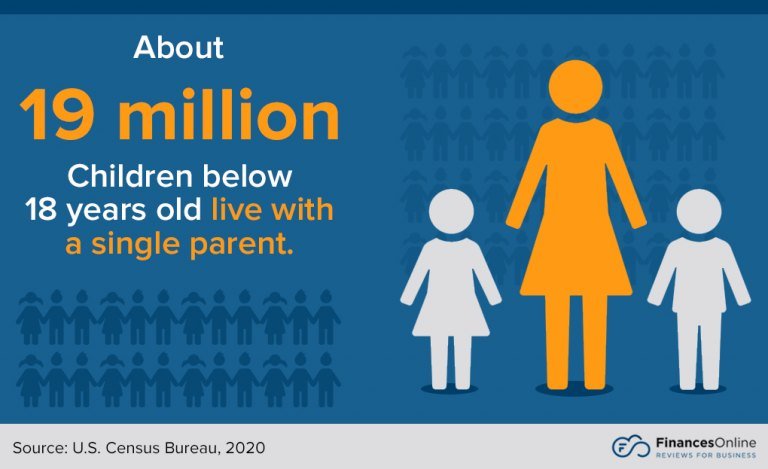 About
19 million
Children below
18 years old live with
a single parent.
Source: U.S. Census Bureau, 2020
FinancesOnline
REVIEWS FOR BUSINESS